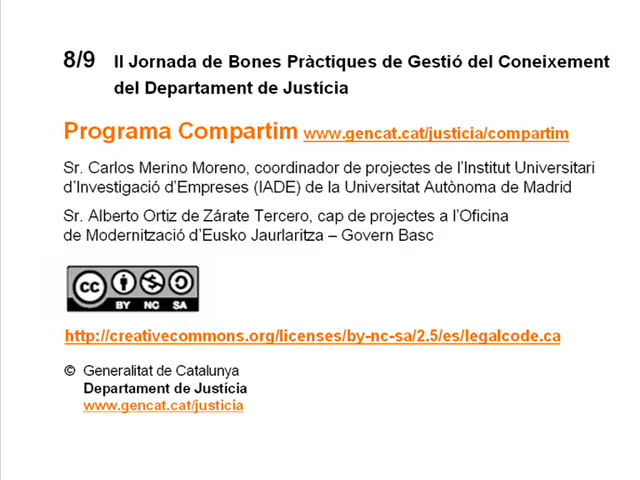 8/9 II Jornada de Bones Pràctiques de Gestió del Coneixement
del Departament de Justícia
Programa Compartim www.gencat.cat/justicia/compartim
Sr. Carlos Merino Moreno, coordinador de projectes de l’Institut Universitari
d’Investigació d’Empreses (IADE) de la Universitat Autònoma de Madrid
Sr. Alberto Ortiz de Zárate Tercero, cap de projectes a l’Oficina
de Modernització d’Eusko Jaurlaritza – Govern Basc
cc BY NC SA
http://creativecommons.org/licenses/by-nc-sa/2.5/es/legalcode.ca
© Generalitat de Catalunya
Departament de Justícia
www.gencat.cat/justicia